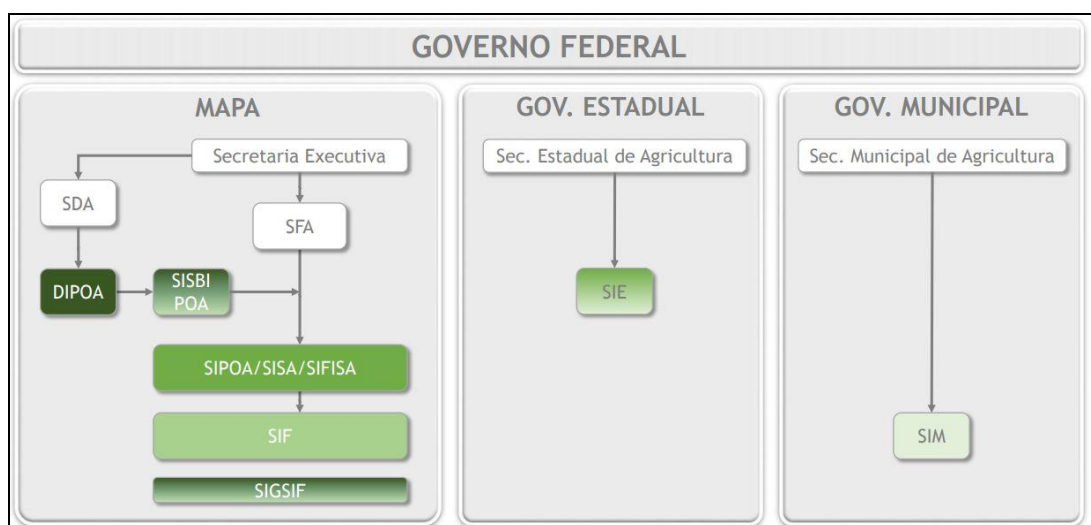 GOVERNO FEDERAL
MAPA
Secretaria Executiva
SDA
SFA
DIPOA
SISBI
POA
SIPOA/SISA/SIFISA
SIF
SIGSIF
GOV. ESTADUAL
Sec. Estadual de Agricultura
SIE
GOV. MUNICIPAL
Sec. Municipal de Agricultura
SIM